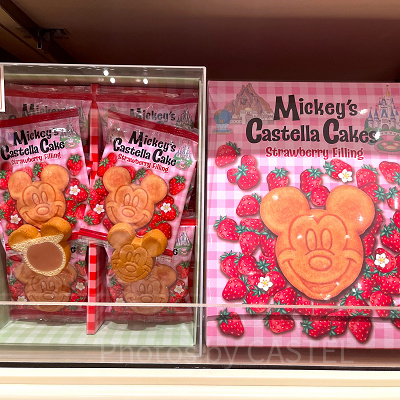 Mickey's
Castella Cake
Strawberry Filling
Mickey's
Castella Cake
Strawberry Filling
Mickey's
Castella Cakes
Strawberry Filling
Photos by CASTEL